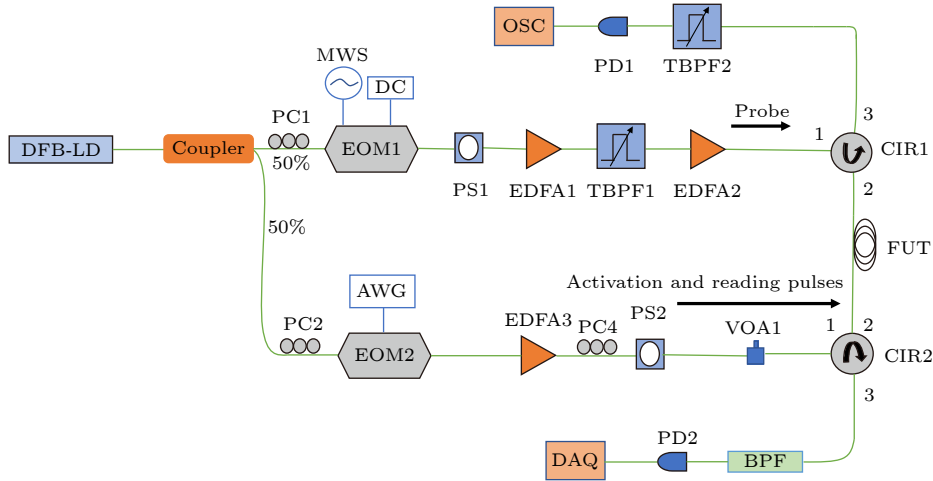 OSC
PD1
TBPF2
MWS
DC
Probe
3
PC1
1
DFB-LD
Coupler
50%
EOM1
PS1
EDFA1
TBPF1
EDFA2
CIR1
2
50%
FUT
Activation and reading pulses
AWG
PC2
EDFA3
PC4
PS2
VOA1
1
2
EOM2
CIR2
3
DAQ
PD2
BPF